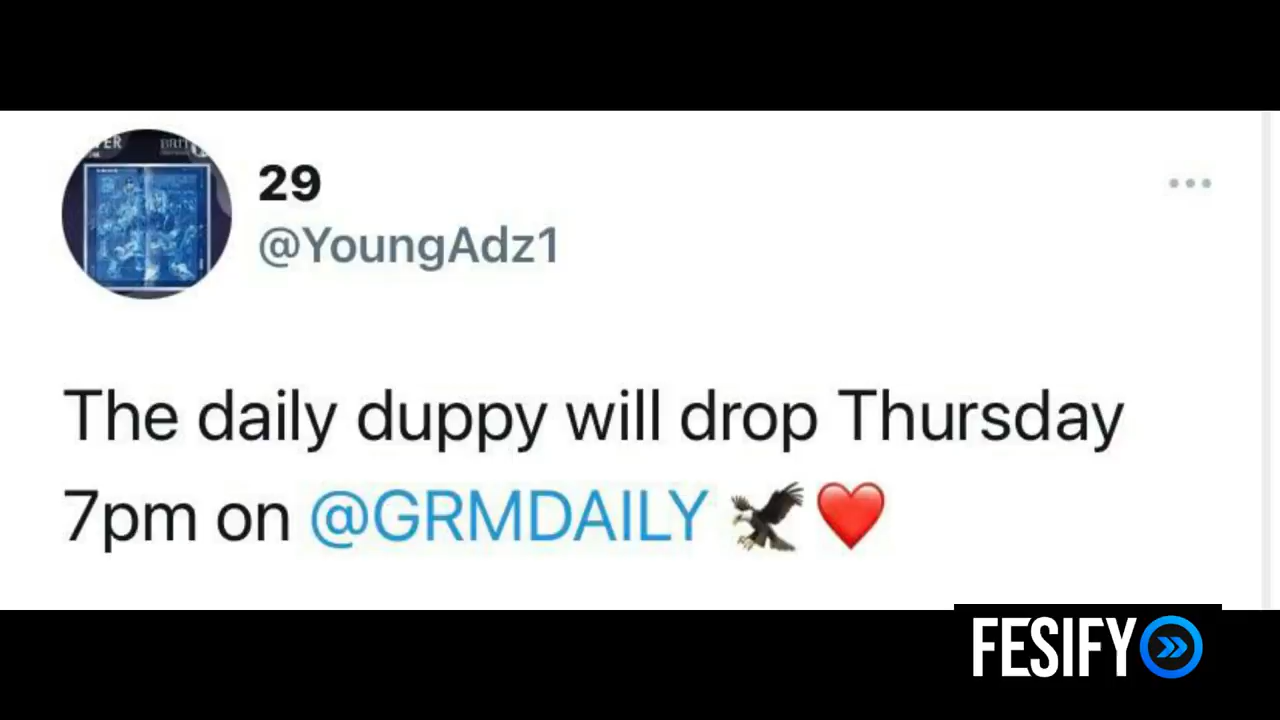 29
@YoungAdz1
The daily duppy will drop Thursday
7pm on @GRMDAILY 🦅❤️
FESIFY